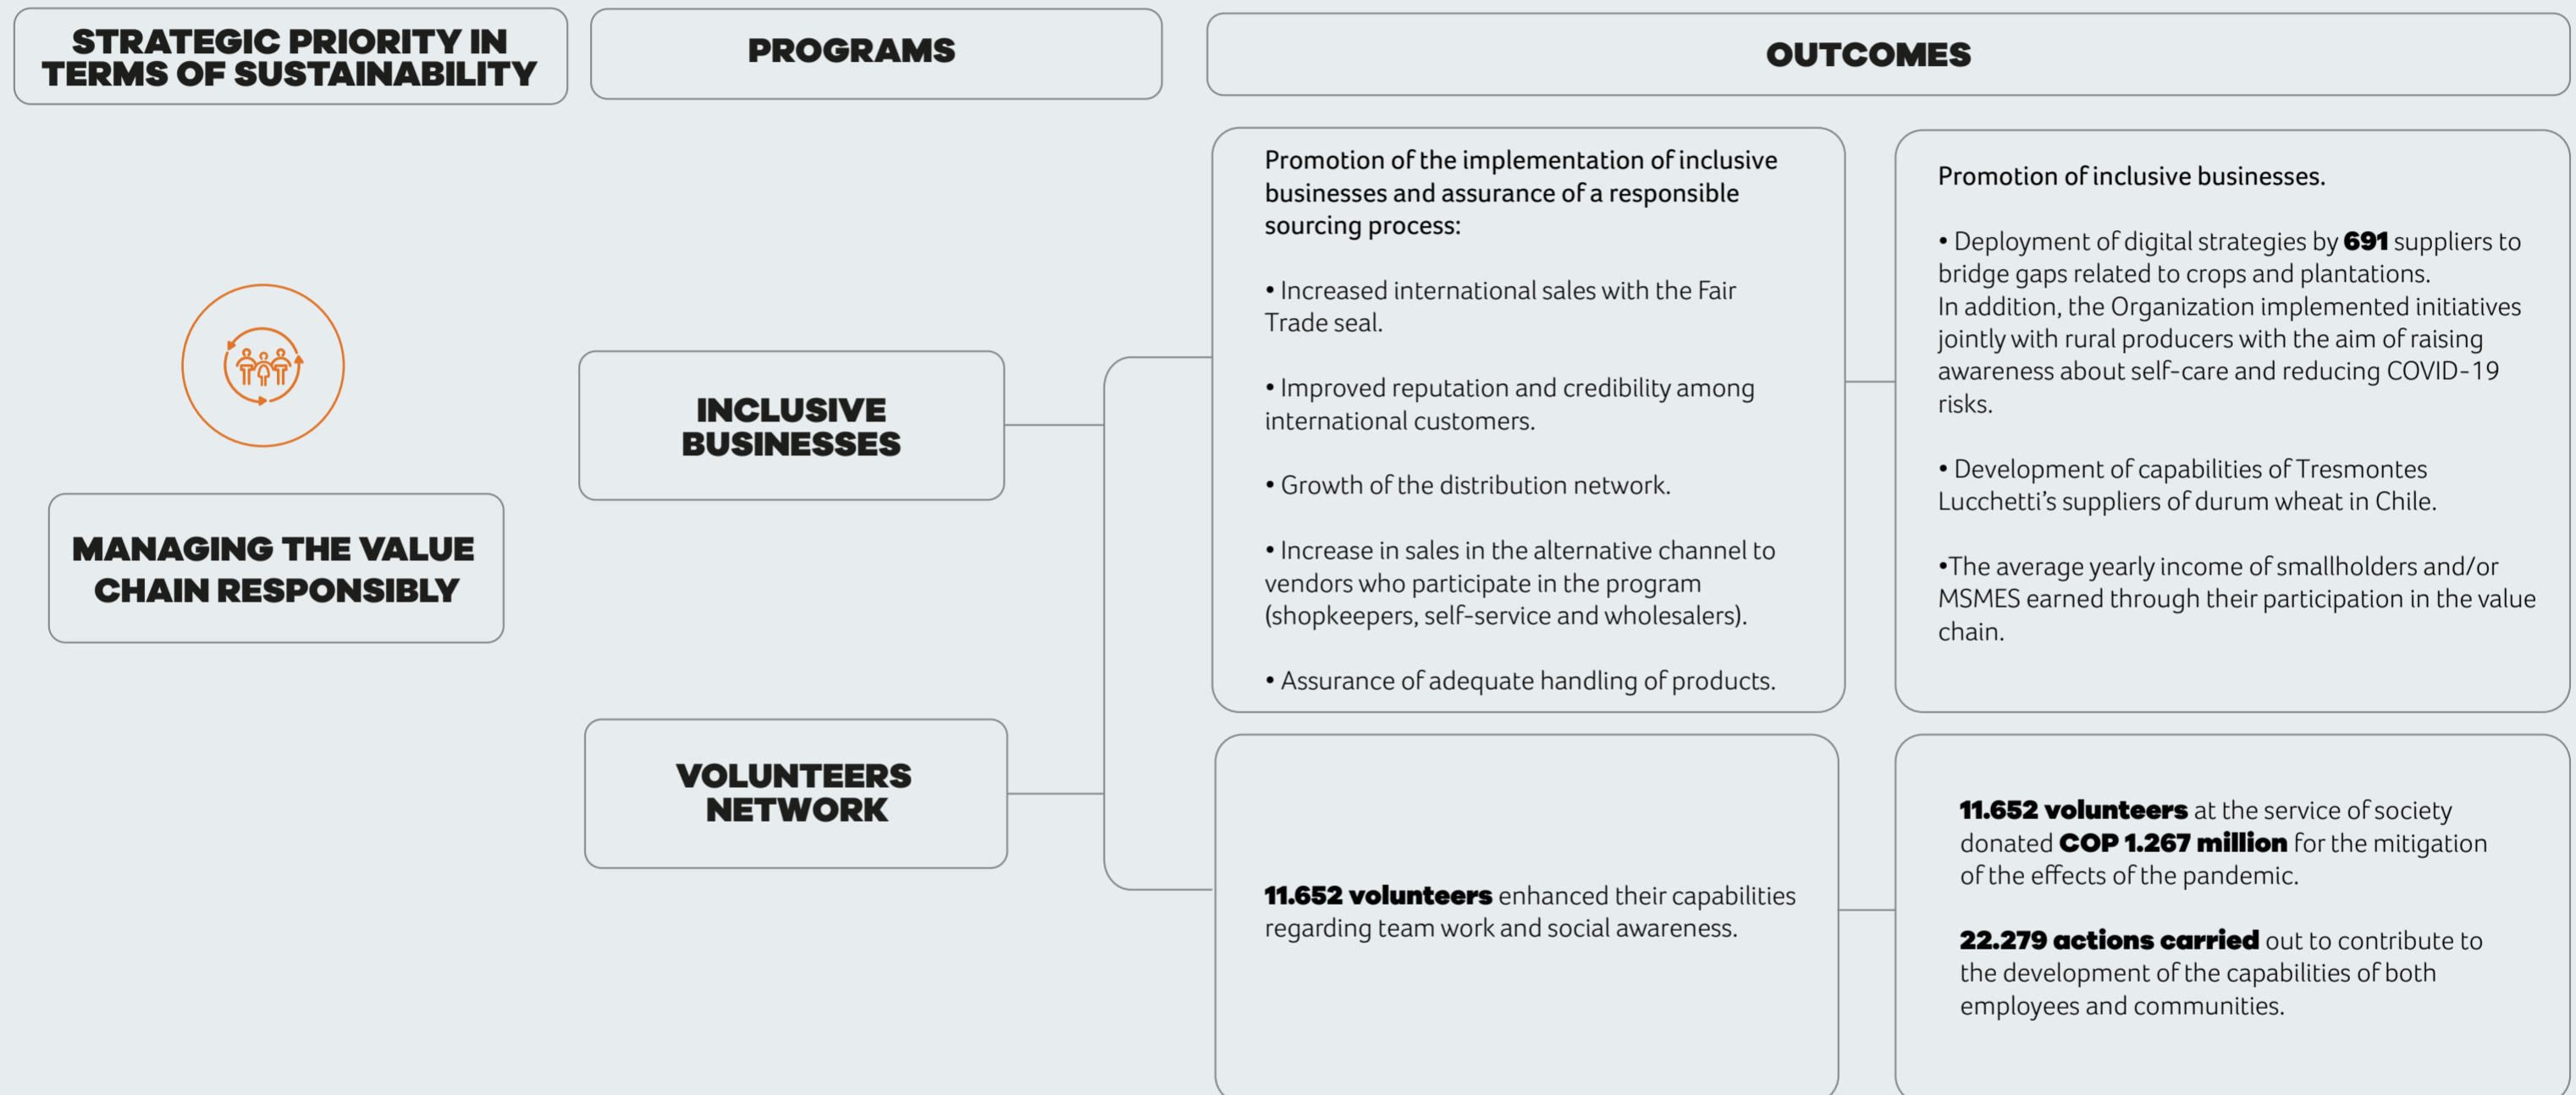 STRATEGIC PRIORITY IN
TERMS OF SUSTAINABILITY
PROGRAMS
OUTCOMES
MANAGING THE VALUE
CHAIN RESPONSIBLY
INCLUSIVE
BUSINESSES
Promotion of the implementation of inclusive
businesses and assurance of a responsible
sourcing process:
• Increased international sales with the Fair
Trade seal.
• Improved reputation and credibility among
international customers.
• Growth of the distribution network.
• Increase in sales in the alternative channel to
vendors who participate in the program
(shopkeepers, self-service and wholesalers).
• Assurance of adequate handling of products.
Promotion of inclusive businesses.
• Deployment of digital strategies by 691 suppliers to
bridge gaps related to crops and plantations.
In addition, the Organization implemented initiatives
jointly with rural producers with the aim of raising
awareness about self-care and reducing COVID-19
risks.
• Development of capabilities of Tresmontes
Lucchetti’s suppliers of durum wheat in Chile.
•The average yearly income of smallholders and/or
MSMES earned through their participation in the value
chain.
VOLUNTEERS
NETWORK
11.652 volunteers enhanced their capabilities
regarding team work and social awareness.
11.652 volunteers at the service of society
donated COP 1.267 million for the mitigation
of the effects of the pandemic.
22.279 actions carried out to contribute to
the development of the capabilities of both
employees and communities.